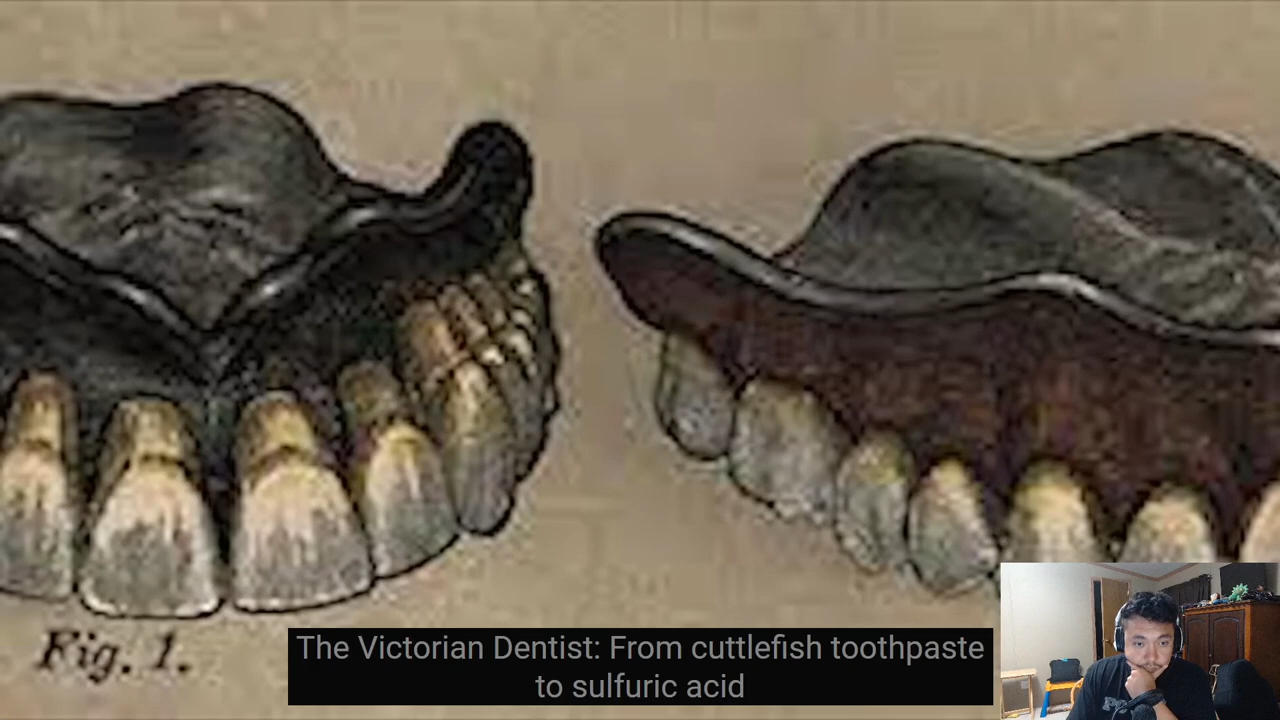 Fig. 1.
The Victorian Dentist: From cuttlefish toothpaste
to sulfuric acid